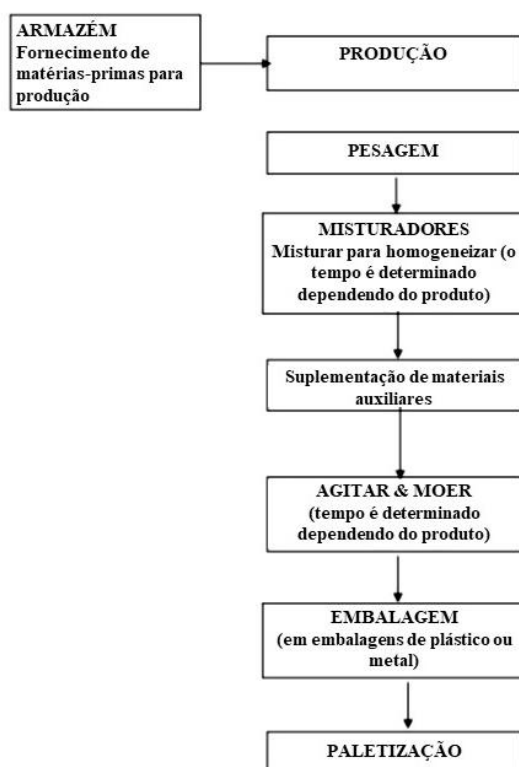 ARMAZÉM
Fornecimento de
matérias-primas para
produção
PRODUÇÃO
PESAGEM
MISTURADORES
Misturar para homogeneizar (o
tempo é determinado
dependendo do produto)
Suplementação de materiais
auxiliares
AGITAR & MOER
(tempo é determinado
dependendo do produto)
EMBALAGEM
(em embalagens de plástico ou
metal)
PALETIZAÇÃO